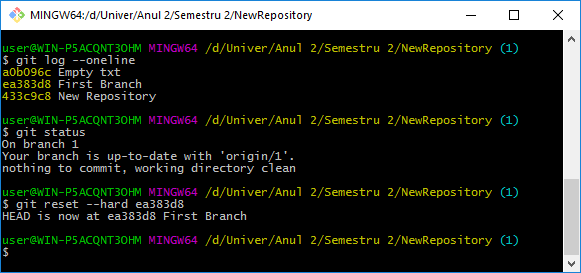 MINGW64:/d/Univer/Anul 2/Semestru 2/NewRepository
user@WIN-P5ACQNT3OHM MINGW64 /d/Univer/Anul 2/Semestru 2/NewRepository (1)
$ git log --oneline
a0b096c Empty txt
ea383d8 First Branch
433c9c8 New Repository
user@WIN-P5ACQNT3OHM MINGW64 /d/Univer/Anul 2/Semestru 2/NewRepository (1)
$ git status
On branch 1
Your branch is up-to-date with 'origin/1'.
nothing to commit, working directory clean
user@WIN-P5ACQNT3OHM MINGW64 /d/Univer/Anul 2/Semestru 2/NewRepository (1)
$ git reset --hard ea383d8
HEAD is now at ea383d8 First Branch
user@WIN-P5ACQNT3OHM MINGW64 /d/Univer/Anul 2/Semestru 2/NewRepository (1)
$